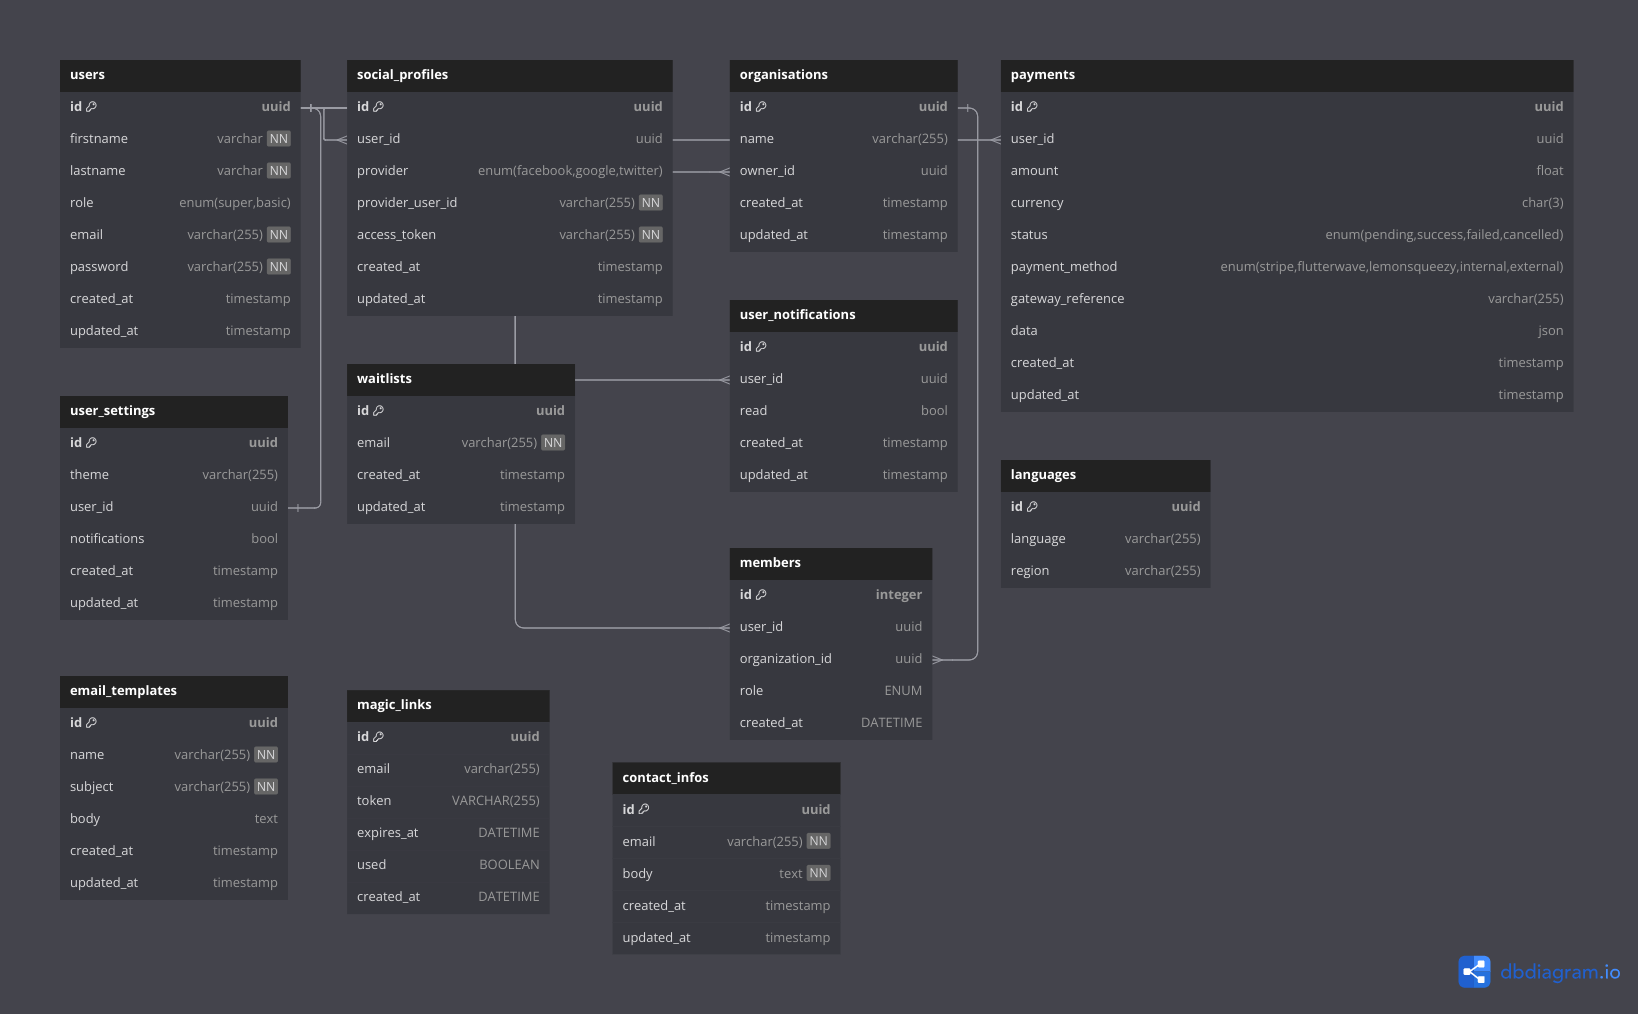 users
id uuid
firstname varchar NN
lastname varchar NN
role enum(super,basic)
email varchar(255) NN
password varchar(255) NN
created_at timestamp
updated_at timestamp
social_profiles
id uuid
user_id uuid
provider enum(facebook,google,twitter)
provider_user_id varchar(255) NN
access_token varchar(255) NN
created_at timestamp
updated_at timestamp
organisations
id uuid
name varchar(255)
owner_id uuid
created_at timestamp
updated_at timestamp
payments
id uuid
user_id uuid
amount float
currency char(3)
status enum(pending,success,failed,cancelled)
payment_method enum(stripe,flutterwave,lemonsqueezy,internal,external)
gateway_reference varchar(255)
data json
created_at timestamp
updated_at timestamp
user_notifications
id uuid
user_id uuid
read bool
created_at timestamp
updated_at timestamp
waitlists
id uuid
email varchar(255) NN
created_at timestamp
updated_at timestamp
user_settings
id uuid
theme varchar(255)
user_id uuid
notifications bool
created_at timestamp
updated_at timestamp
languages
id uuid
language varchar(255)
region varchar(255)
members
id integer
user_id uuid
organization_id uuid
role ENUM
created_at DATETIME
email_templates
id uuid
name varchar(255) NN
subject varchar(255) NN
body text
created_at timestamp
updated_at timestamp
magic_links
id uuid
email varchar(255)
token VARCHAR(255)
expires_at DATETIME
used BOOLEAN
created_at DATETIME
contact_infos
id uuid
email varchar(255) NN
body text NN
created_at timestamp
updated_at timestamp
dbdiagram.io